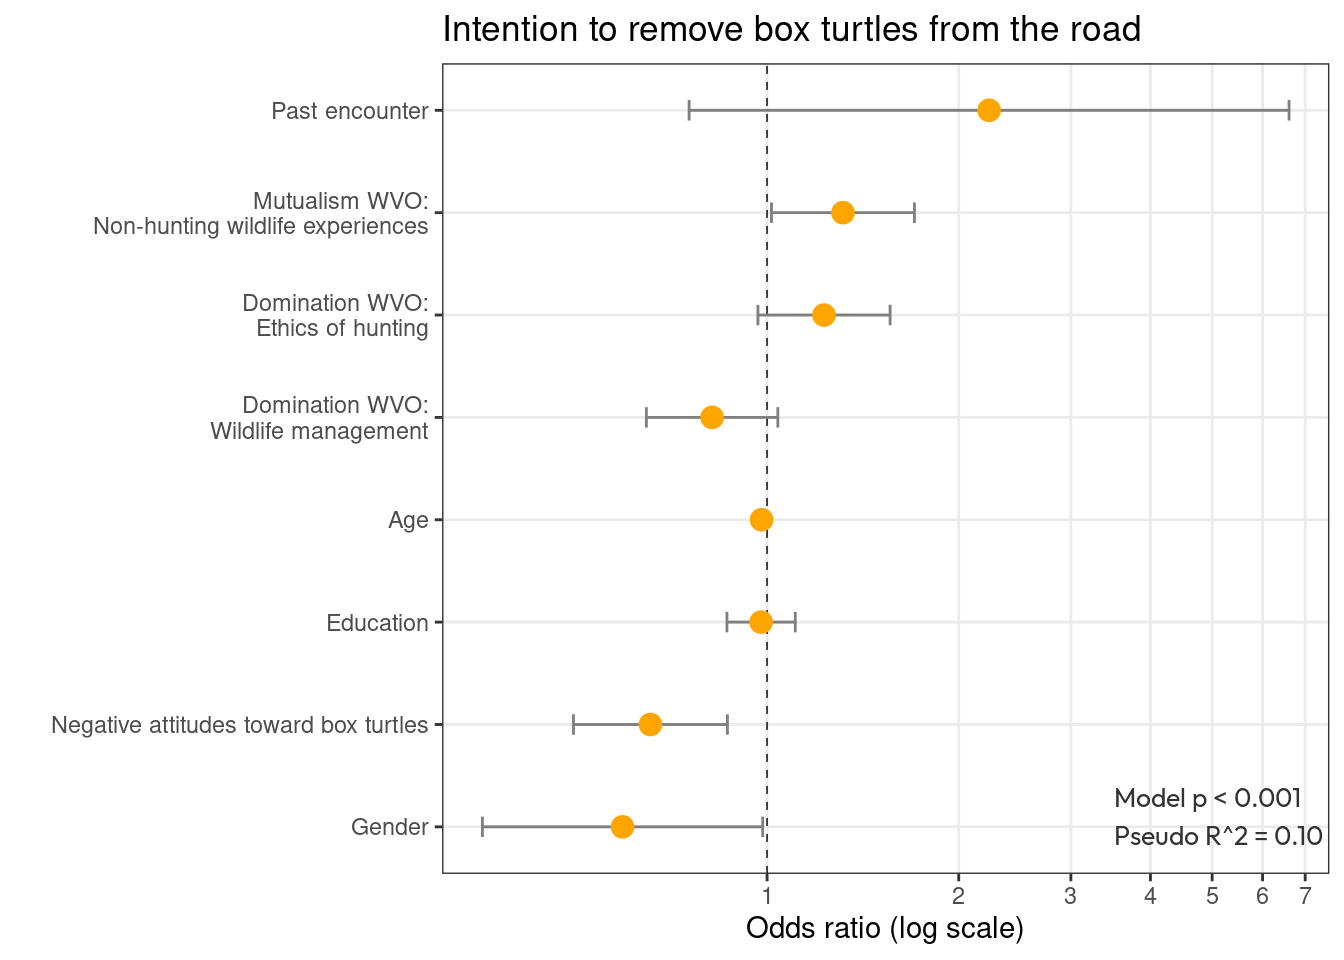 Intention to remove box turtles from the road
Past encounter
Mutualism WVO:
Non-hunting wildlife experiences
Domination WVO:
Ethics of hunting
Domination WVO:
Wildlife management
Age
Education
Negative attitudes toward box turtles
Gender
Model p < 0.001
Pseudo R^2 = 0.10
1 2 3 4 5 6 7
Odds ratio (log scale)